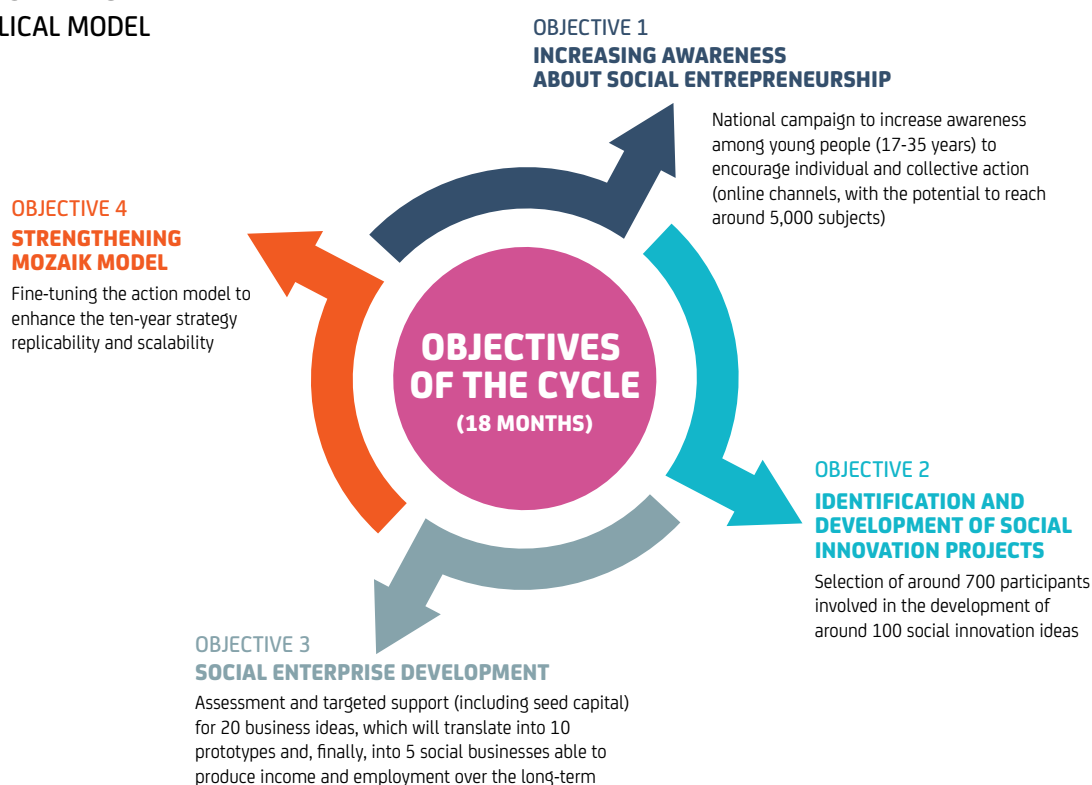 LICAL MODEL
OBJECTIVE 1
INCREASING AWARENESS
ABOUT SOCIAL ENTREPRENEURSHIP
National campaign to increase awareness
among young people (17-35 years) to
encourage individual and collective action
(online channels, with the potential to reach
around 5,000 subjects)
OBJECTIVE 4
STRENGTHENING
MOZAIK MODEL
Fine-tuning the action model to
enhance the ten-year strategy
replicability and scalability
OBJECTIVES
OF THE CYCLE
(18 MONTHS)
OBJECTIVE 2
IDENTIFICATION AND
DEVELOPMENT OF SOCIAL
INNOVATION PROJECTS
Selection of around 700 participants
involved in the development of
around 100 social innovation ideas
OBJECTIVE 3
SOCIAL ENTERPRISE DEVELOPMENT
Assessment and targeted support (including seed capital)
for 20 business ideas, which will translate into 10
prototypes and, finally, into 5 social businesses able to
produce income and employment over the long-term